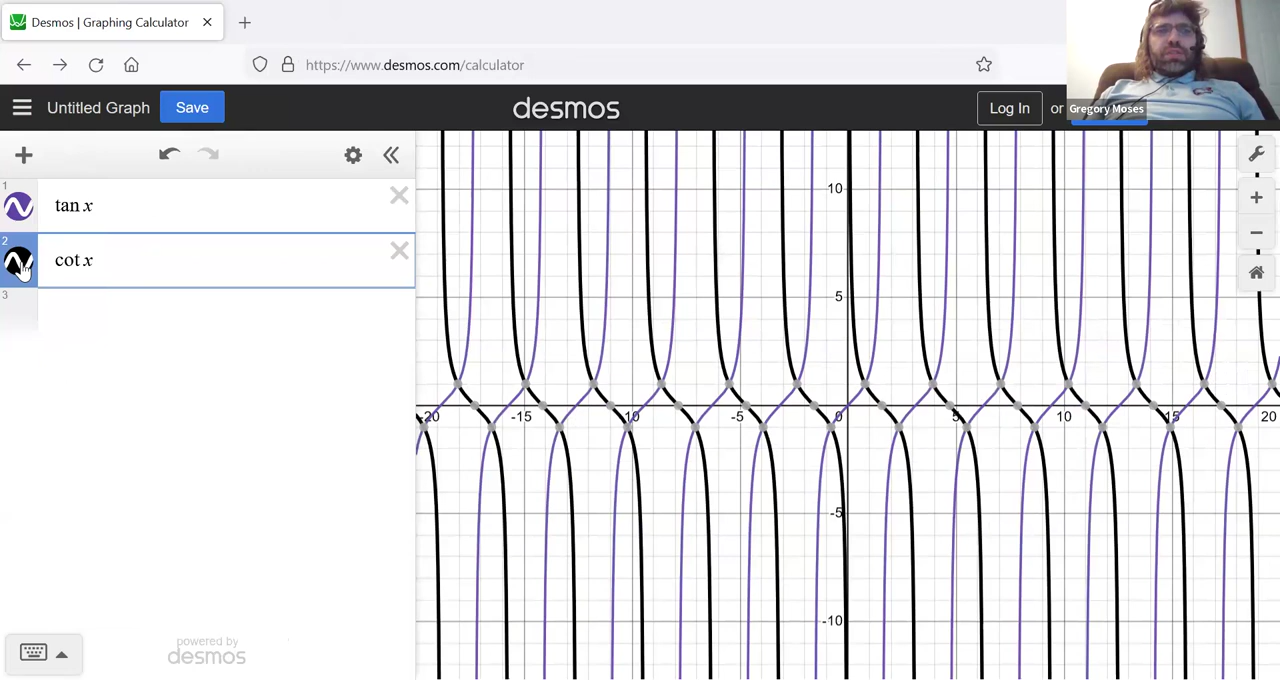 Desmos | Graphing Calculator
https://www.desmos.com/calculator
Untitled Graph
Save
desmos
Log In
or
Gregory Moses
1
tan x
2
cot x
3
10
5
-20
-15
-10
-5
0
5
10
15
20
-5
-10
powered by
desmos